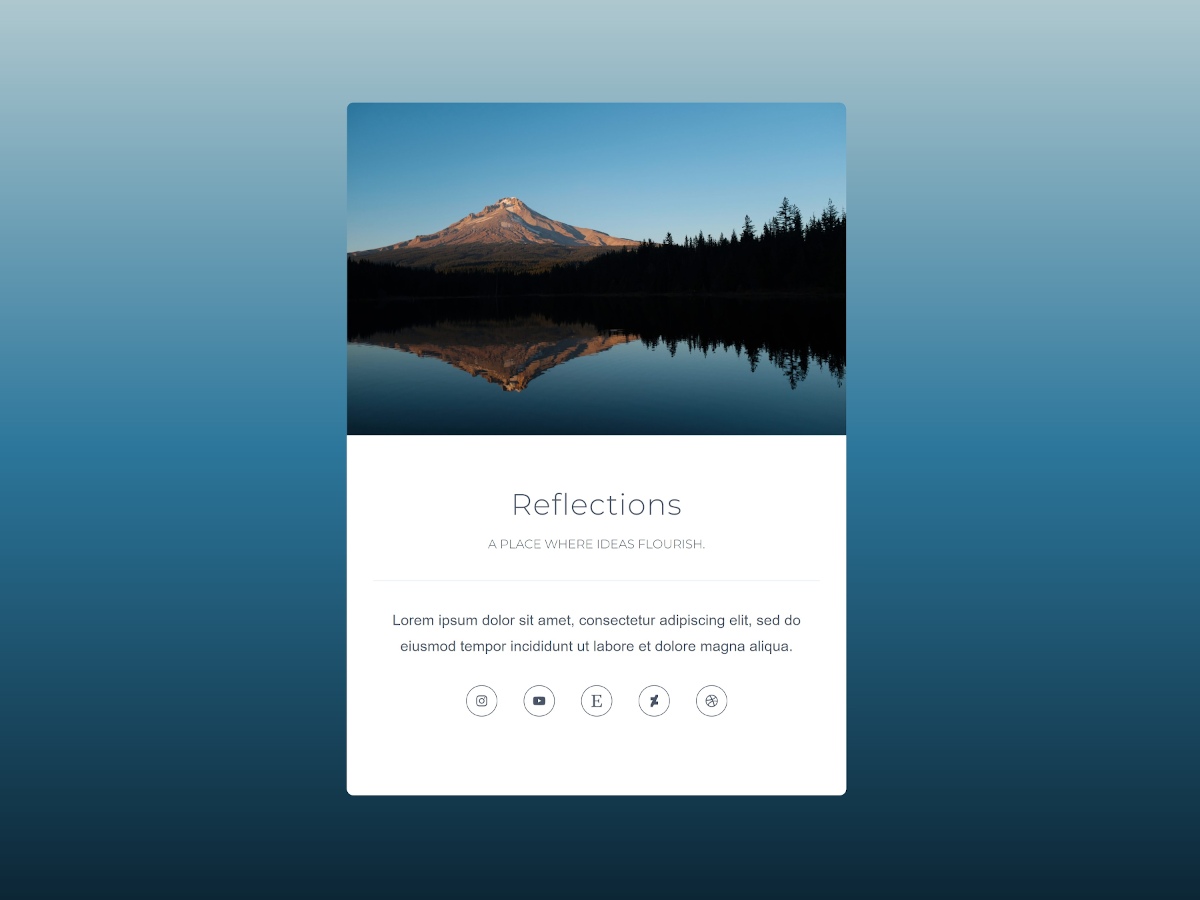 Reflections
A PLACE WHERE IDEAS FLOURISH.
Lorem ipsum dolor sit amet, consectetur adipiscing elit, sed do
eiusmod tempor incididunt ut labore et dolore magna aliqua.
E